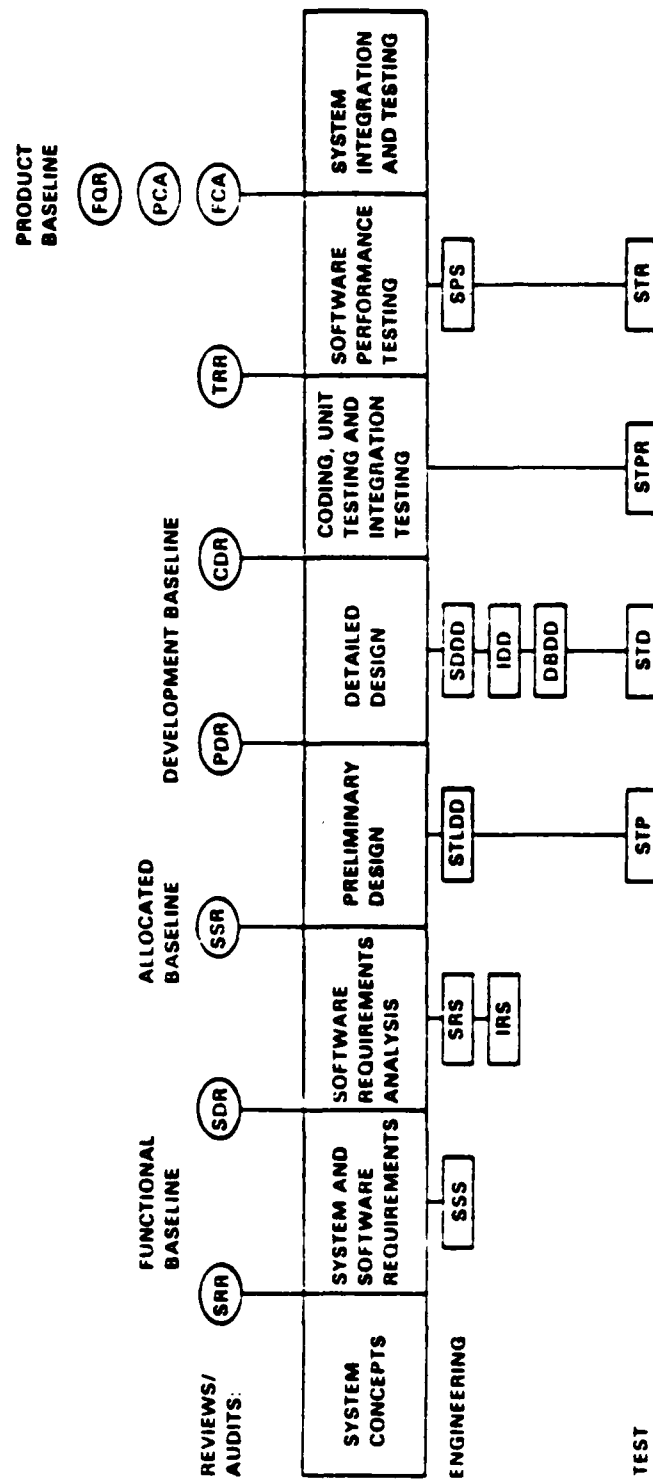 PRODUCT
BASELINE
FUNCTIONAL
BASELINE
ALLOCATED
BASELINE
DEVELOPMENT BASELINE
FQR
PCA
REVIEWS/
AUDITS:
SRR
SDR
SSR
PDR
CDR
TRR
FCA
SYSTEM
CONCEPTS
SYSTEM AND
SOFTWARE
REQUIREMENTS
SOFTWARE
REQUIREMENTS
ANALYSIS
PRELIMINARY
DESIGN
DETAILED
DESIGN
CODING, UNIT
TESTING AND
INTEGRATION
TESTING
SOFTWARE
PERFORMANCE
TESTING
SYSTEM
INTEGRATION
AND TESTING
ENGINEERING
SSS
SRS
IRS
STLDD
SDDD
IDD
DBDD
SPS
TEST
STP
STD
STPR
STR